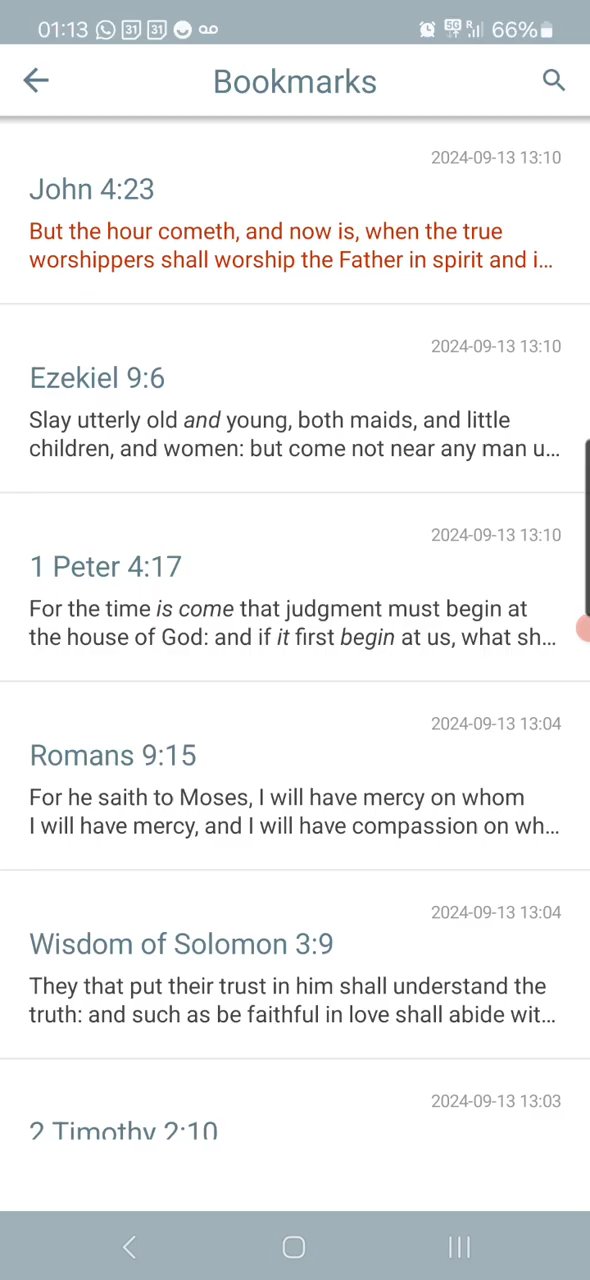 01:13 31 31 5G R 66%
Bookmarks
2024-09-13 13:10
John 4:23
But the hour cometh, and now is, when the true
worshippers shall worship the Father in spirit and i...
2024-09-13 13:10
Ezekiel 9:6
Slay utterly old and young, both maids, and little
children, and women: but come not near any man u...
2024-09-13 13:10
1 Peter 4:17
For the time is come that judgment must begin at
the house of God: and if it first begin at us, what sh...
2024-09-13 13:04
Romans 9:15
For he saith to Moses, I will have mercy on whom
I will have mercy, and I will have compassion on wh...
2024-09-13 13:04
Wisdom of Solomon 3:9
They that put their trust in him shall understand the
truth: and such as be faithful in love shall abide wit...
2024-09-13 13:03
2 Timothy 2:10